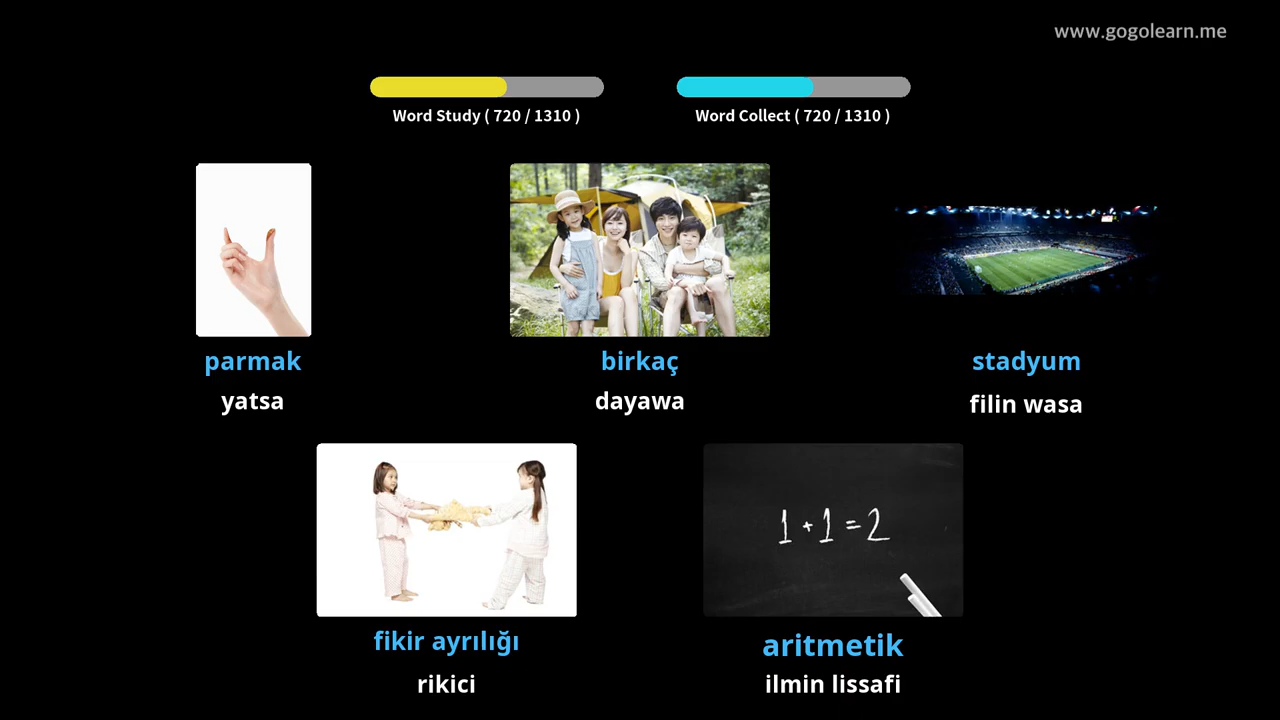 www.gogolearn.me
Word Study ( 720 / 1310 )
Word Collect ( 720 / 1310 )
parmak
birkaç
stadyum
yatsa
dayawa
filin wasa
1 + 1 = 2
fikir ayrılığı
aritmetik
rikici
ilmin lissafi